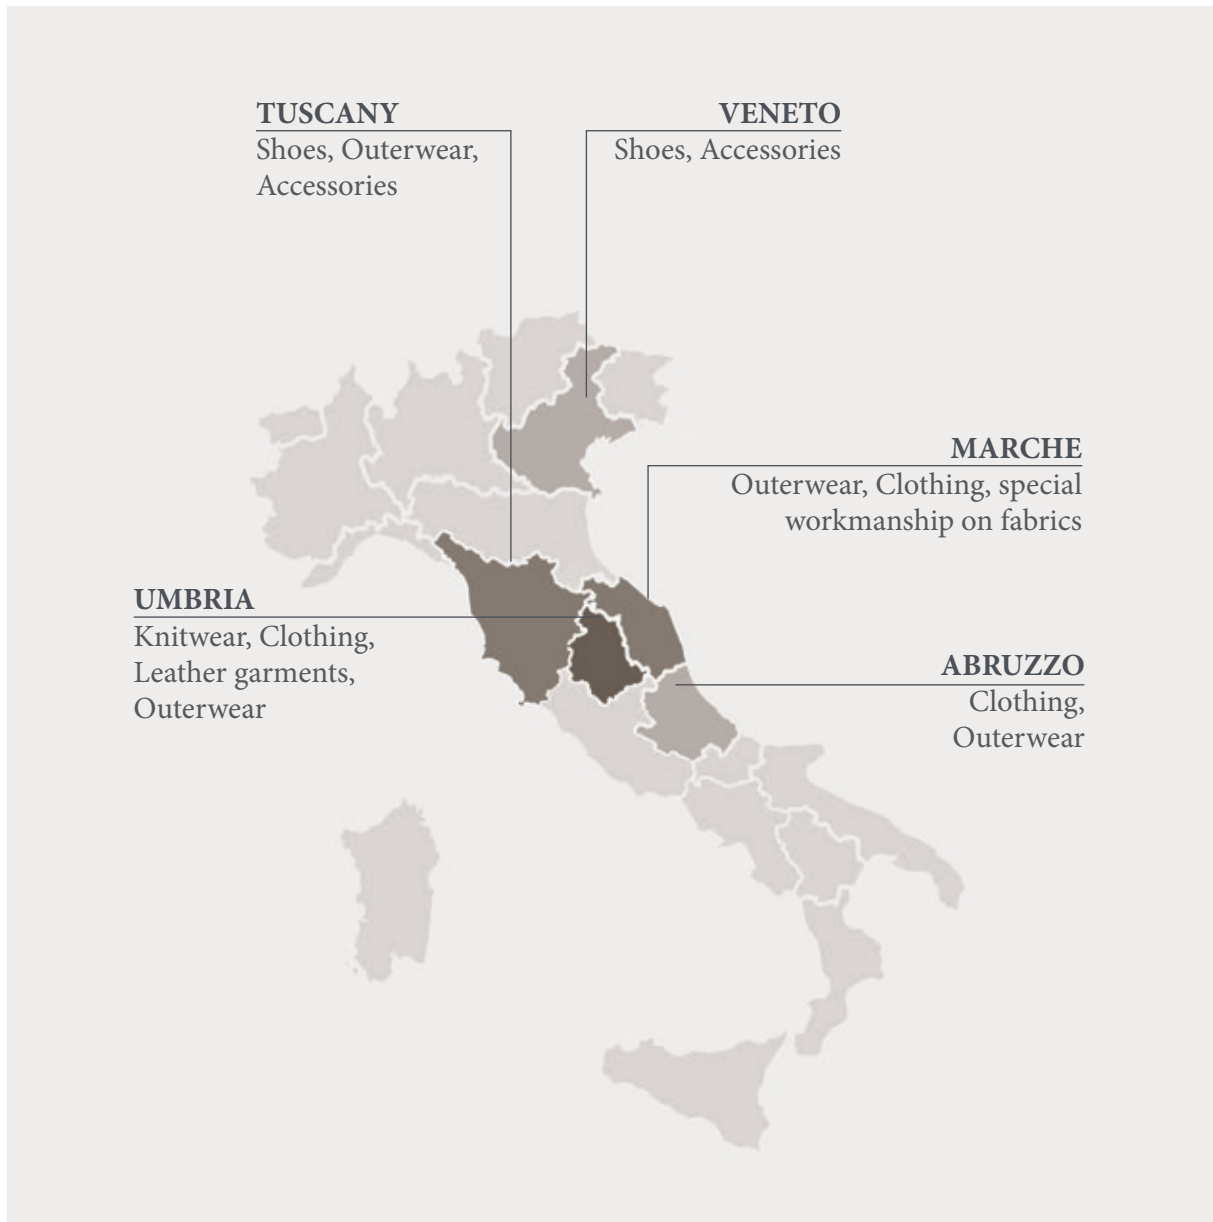 TUSCANY
Shoes, Outerwear,
Accessories
VENETO
Shoes, Accessories
MARCHE
Outerwear, Clothing, special
workmanship on fabrics
UMBRIA
Knitwear, Clothing,
Leather garments,
Outerwear
ABRUZZO
Clothing,
Outerwear